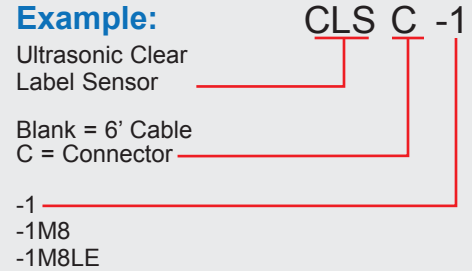 Example: CLS C -1
Ultrasonic Clear
Label Sensor
Blank = 6' Cable
C = Connector
-1
-1M8
-1M8LE